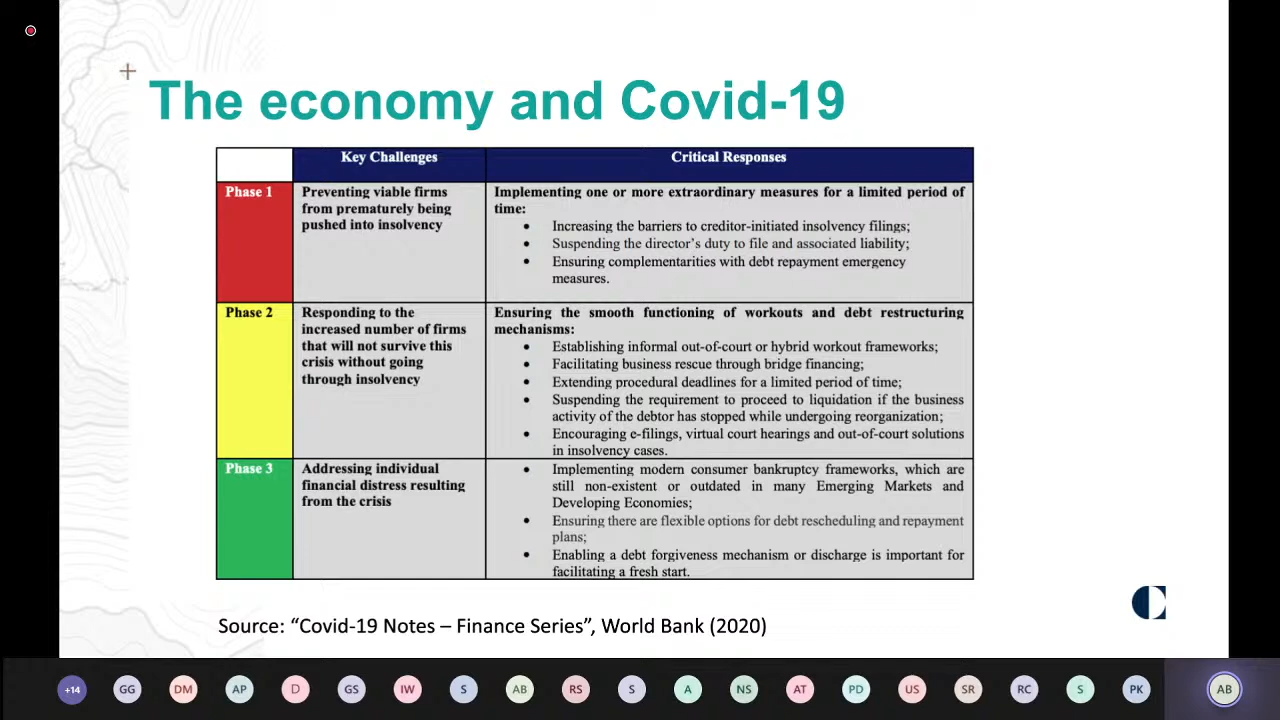 The economy and Covid-19
Key Challenges
Critical Responses
Phase 1
Preventing viable firms
from prematurely being
pushed into insolvency
Implementing one or more extraordinary measures for a limited period of
time:
• Increasing the barriers to creditor-initiated insolvency filings;
• Suspending the director's duty to file and associated liability;
• Ensuring complementarities with debt repayment emergency
measures.
Phase 2
Responding to the
increased number of firms
that will not survive this
crisis without going
through insolvency
Ensuring the smooth functioning of workouts and debt restructuring
mechanisms:
• Establishing informal out-of-court or hybrid workout frameworks;
• Facilitating business rescue through bridge financing;
• Extending procedural deadlines for a limited period of time;
• Suspending the requirement to proceed to liquidation if the business
activity of the debtor has stopped while undergoing reorganization;
• Encouraging e-filings, virtual court hearings and out-of-court solutions
in insolvency cases.
Phase 3
Addressing individual
financial distress resulting
from the crisis
• Implementing modern consumer bankruptcy frameworks, which are
still non-existent or outdated in many Emerging Markets and
Developing Economies;
• Ensuring there are flexible options for debt rescheduling and repayment
plans;
• Enabling a debt forgiveness mechanism or discharge is important for
facilitating a fresh start.
Source: “Covid-19 Notes – Finance Series”, World Bank (2020)
+14 GG DM AP D GS IW S AB RS S A NS AT PD US SR RC S PK AB